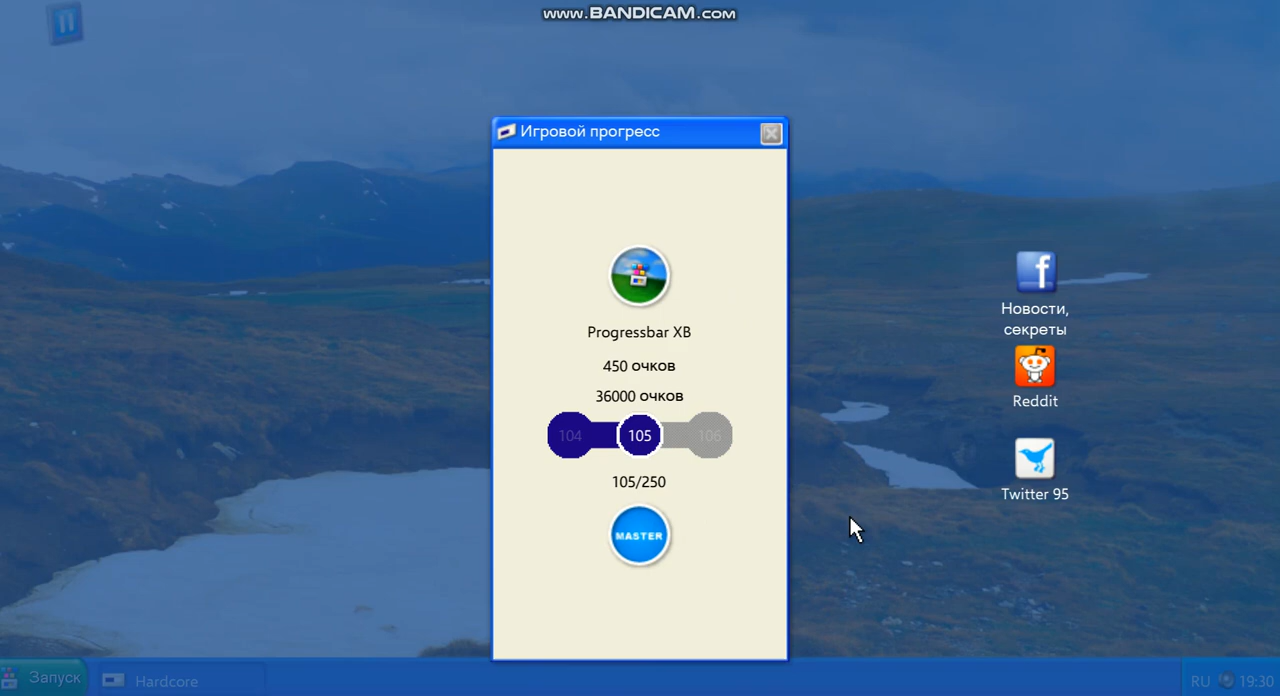 www.BANDICAM.com
Игровой прогресс
Progressbar XB
450 очков
36000 очков
104 105 106
105/250
MASTER
Новости,
секреты
Reddit
Twitter 95
Запуск
Hardcore
RU 19:30